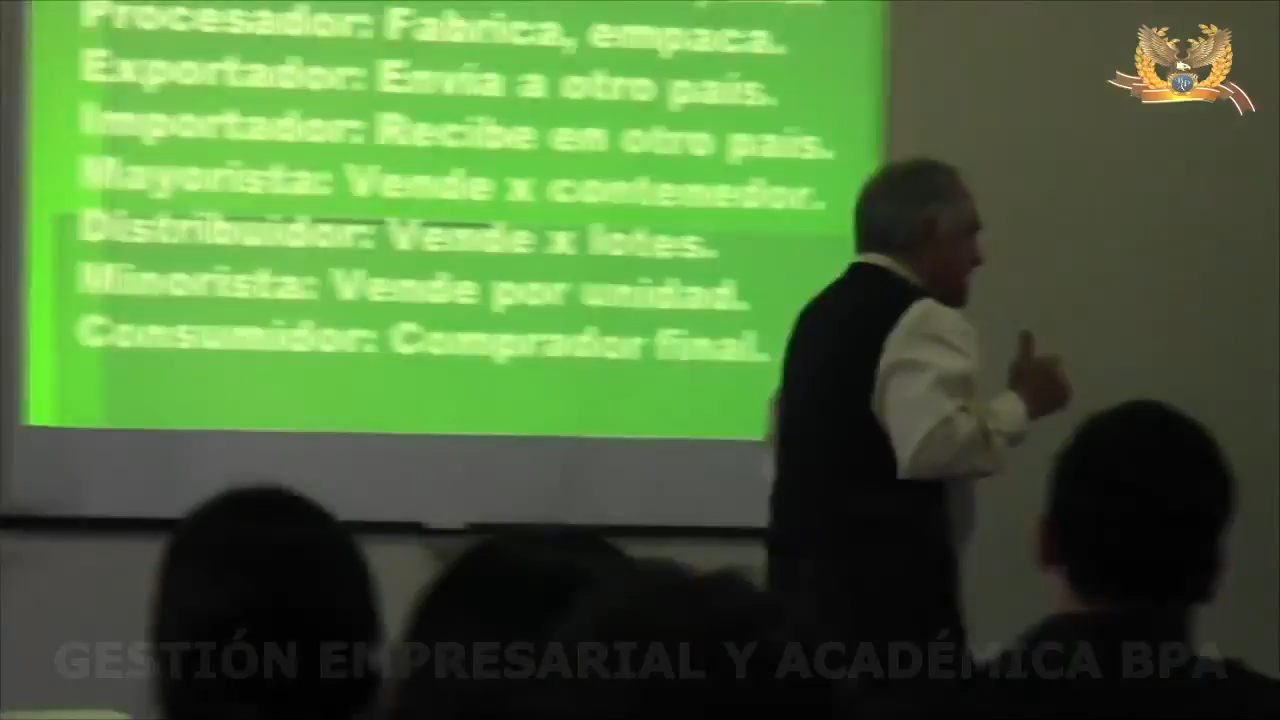 Procesador: Fabrica, empaca.
Exportador: Envía a otro país.
Importador: Recibe en otro país.
Mayorista: Vende x contenedor.
Distribuidor: Vende x lotes.
Minorista: Vende por unidad.
Consumidor: Comprador final.
GESTIÓN EMPRESARIAL Y ACADÉMICA BPA